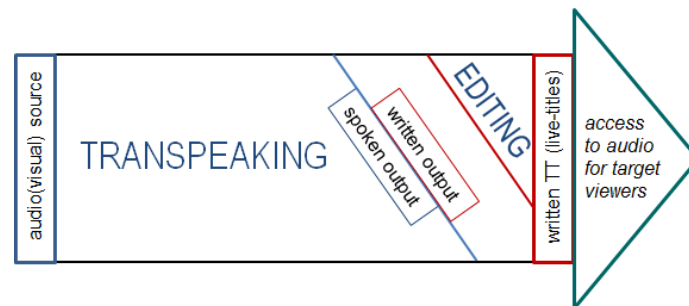 audio(visual) source
TRANSPEAKING
spoken output
written output
EDITING
written TT (live-titles)
access
to audio
for target
viewers